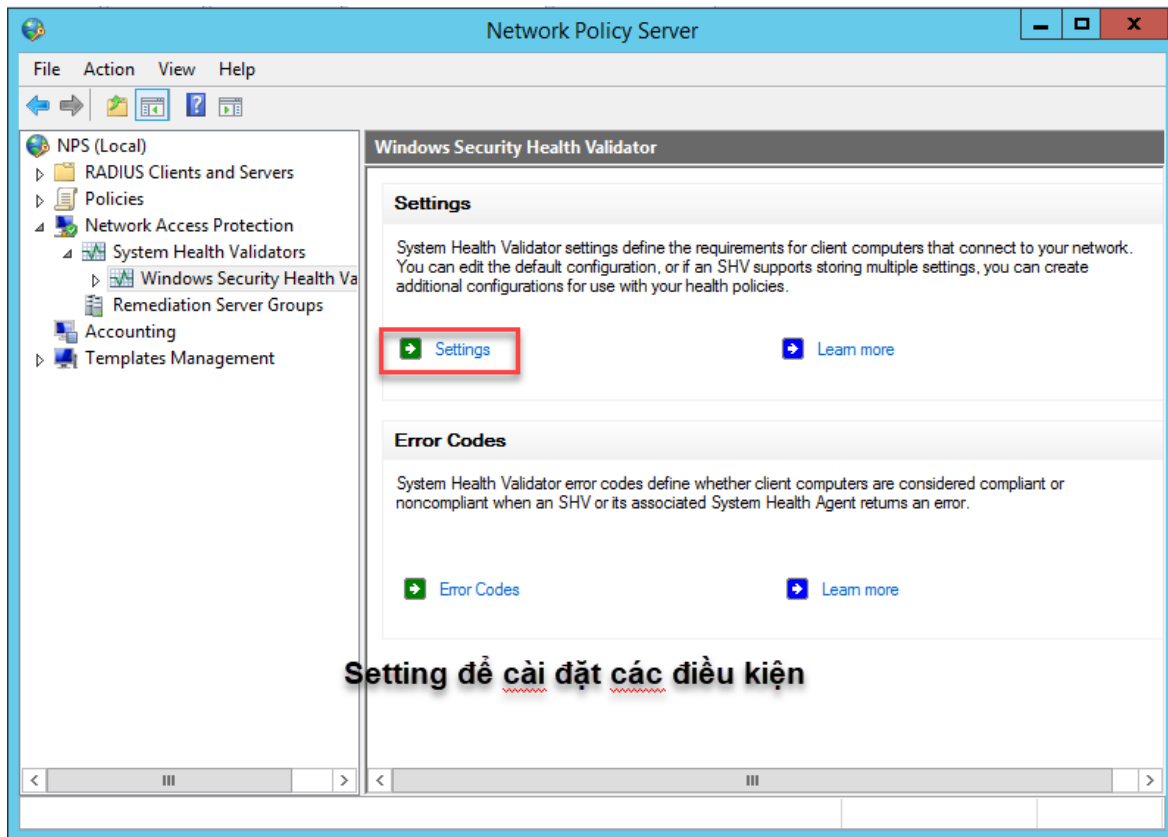 Network Policy Server
File Action View Help
NPS (Local)
RADIUS Clients and Servers
Policies
Network Access Protection
System Health Validators
Windows Security Health Va
Remediation Server Groups
Accounting
Templates Management
Windows Security Health Validator
Settings
System Health Validator settings define the requirements for client computers that connect to your network.
You can edit the default configuration, or if an SHV supports storing multiple settings, you can create
additional configurations for use with your health policies.
Settings
Learn more
Error Codes
System Health Validator error codes define whether client computers are considered compliant or
noncompliant when an SHV or its associated System Health Agent returns an error.
Error Codes
Learn more
Setting để cài đặt các điều kiện